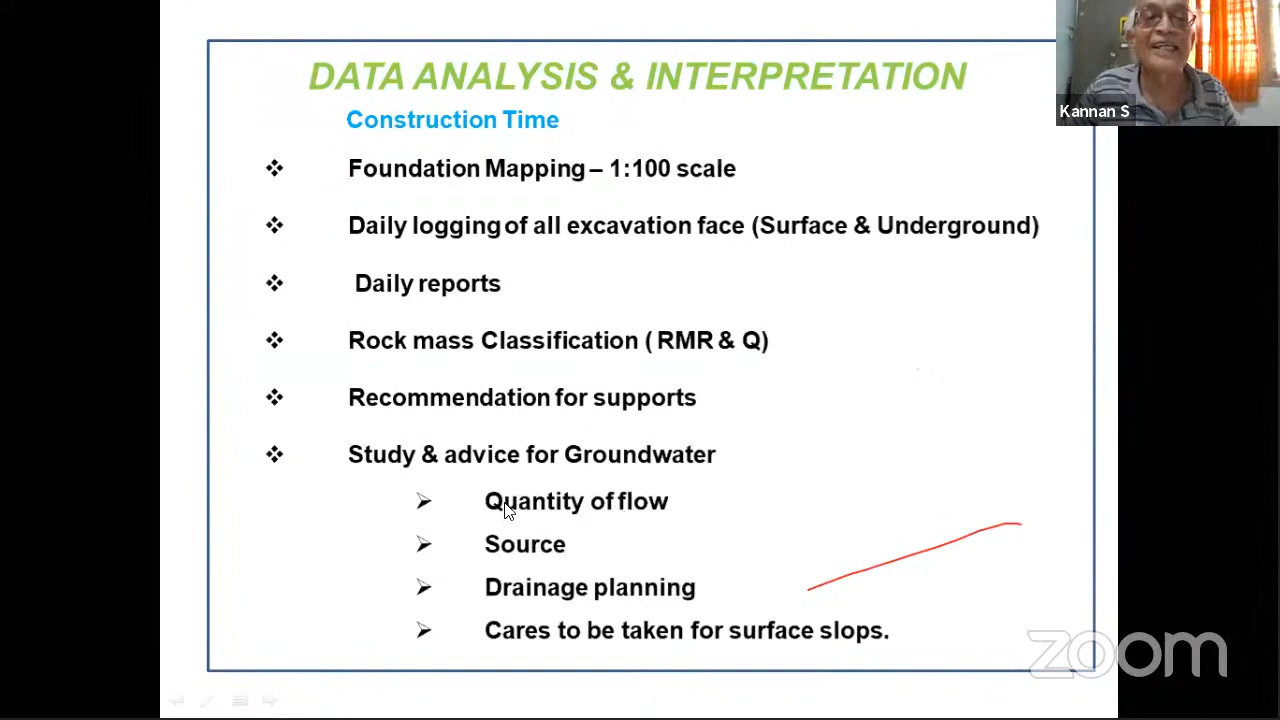 DATA ANALYSIS & INTERPRETATION
Kannan S
Construction Time
Foundation Mapping – 1:100 scale
Daily logging of all excavation face (Surface & Underground)
Daily reports
Rock mass Classification ( RMR & Q)
Recommendation for supports
Study & advice for Groundwater
Quantity of flow
Source
Drainage planning
Cares to be taken for surface slops.
zoom